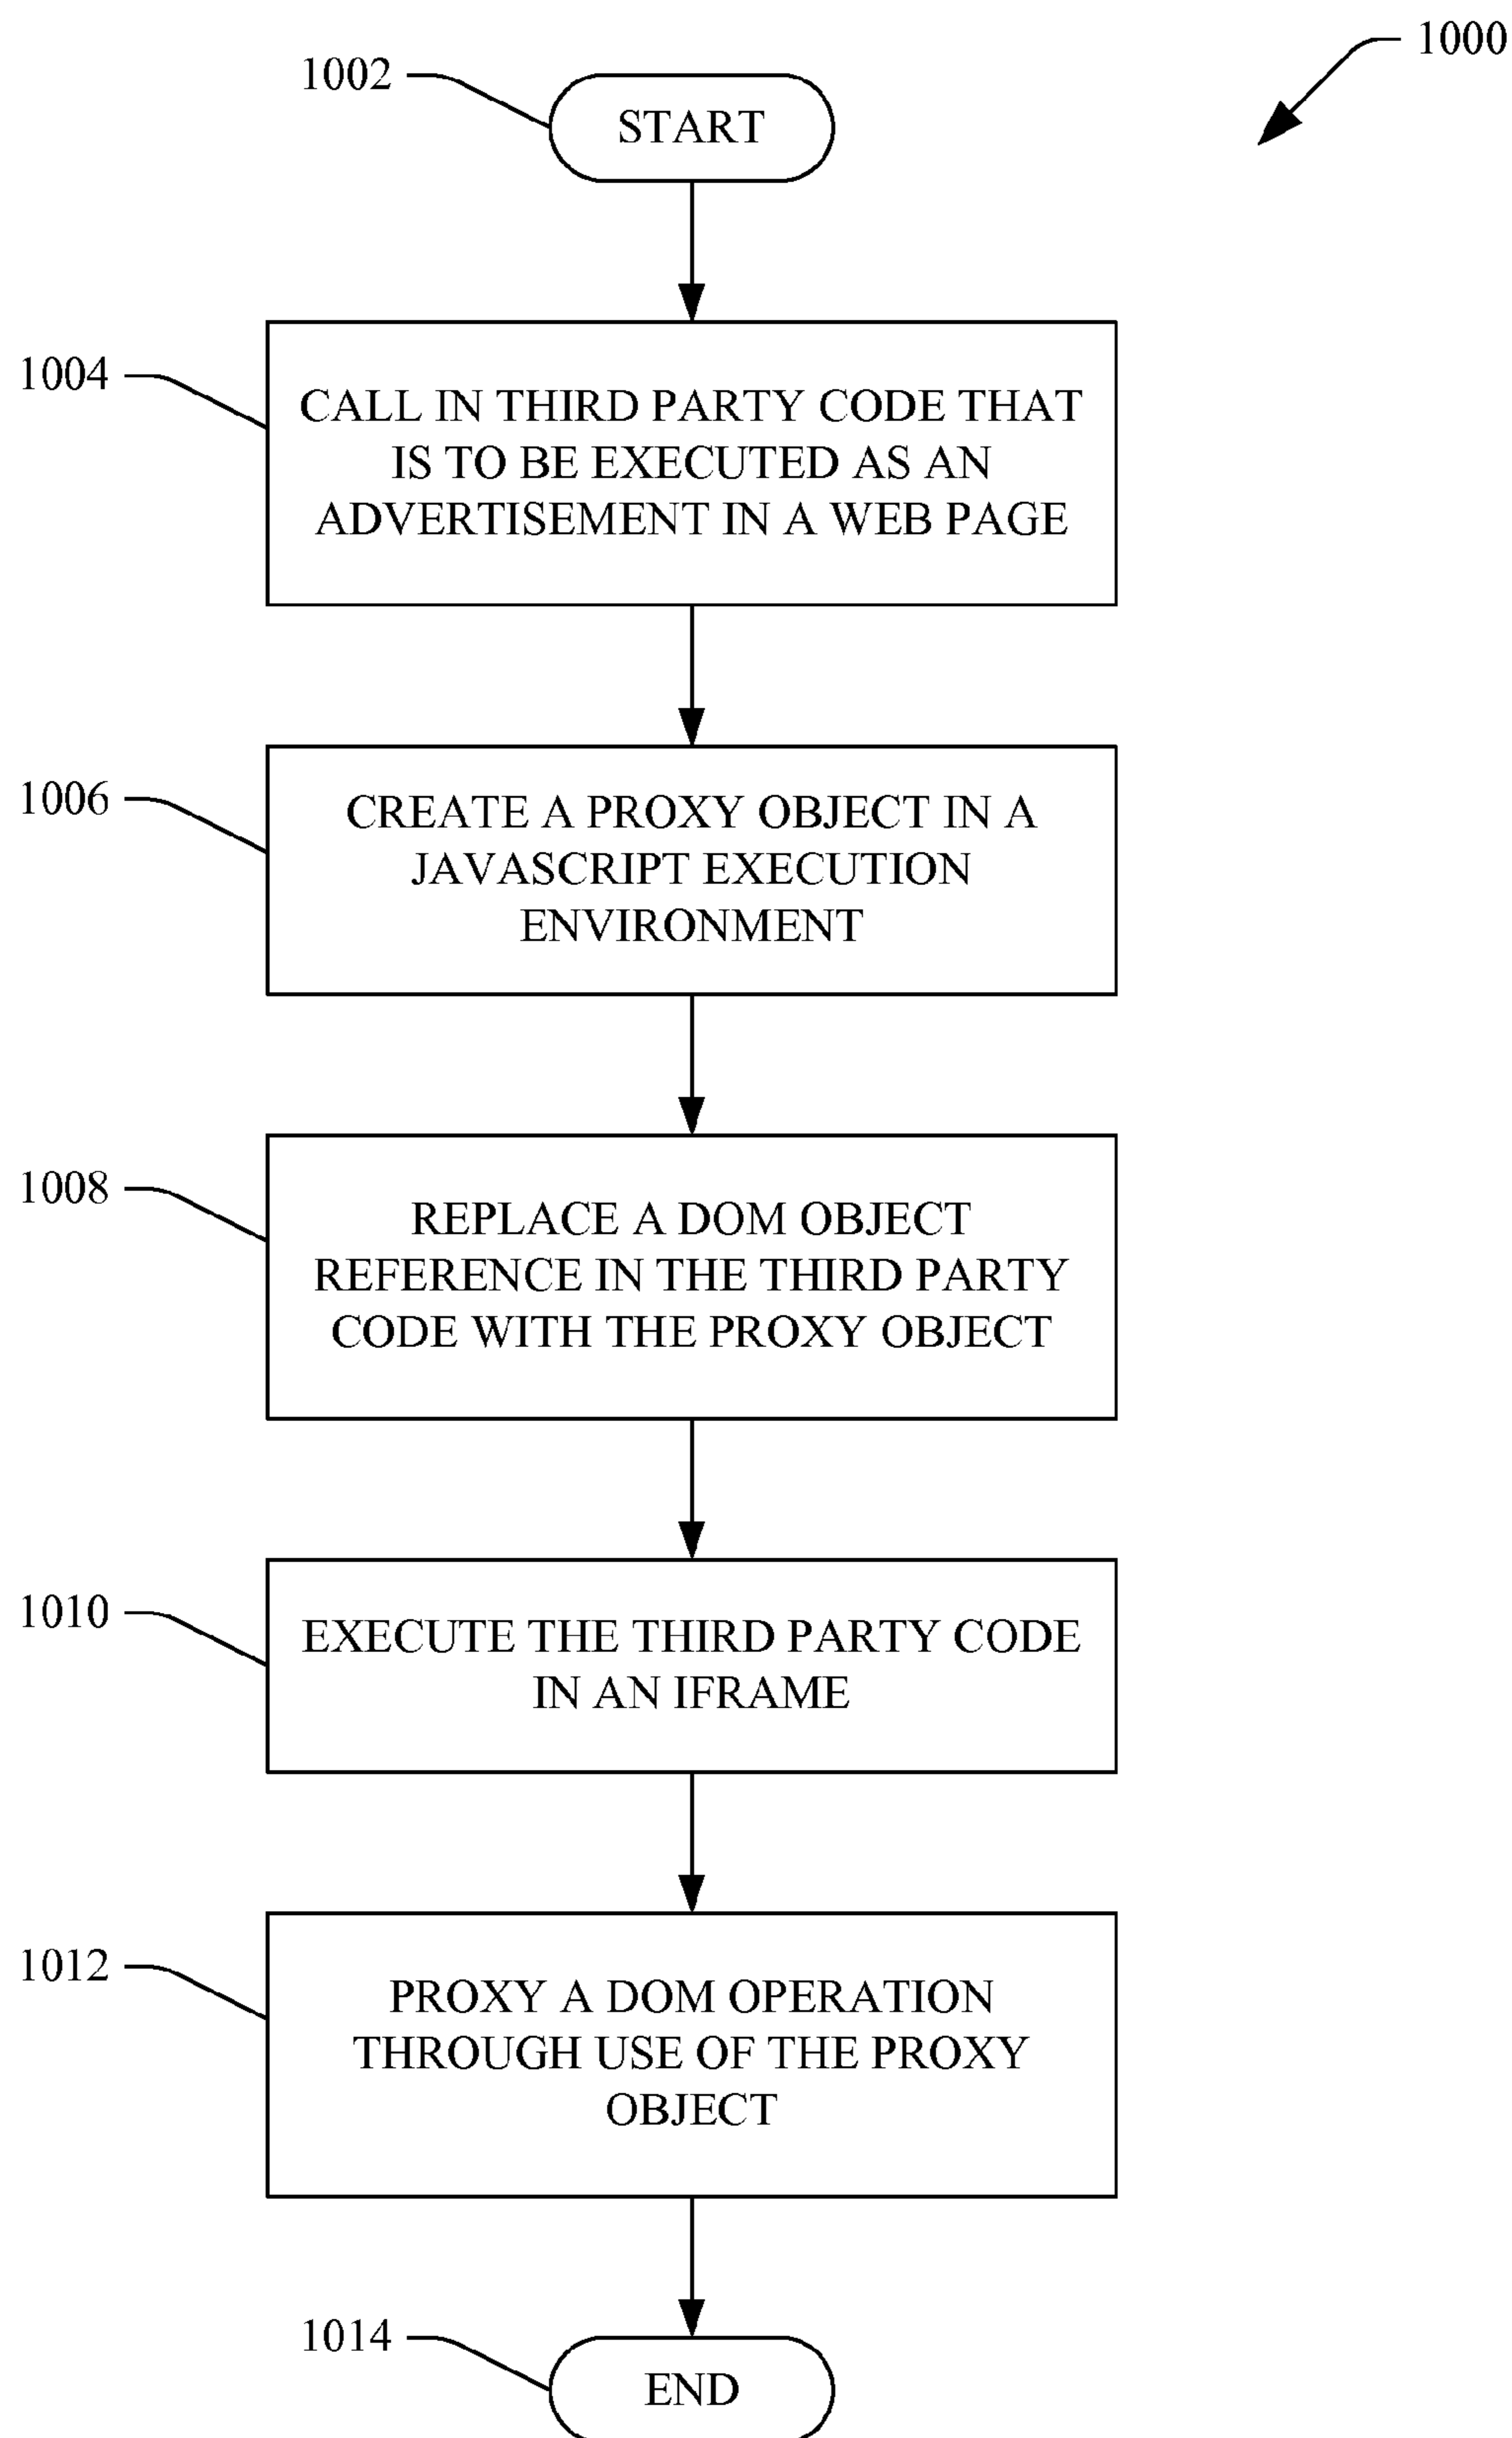 1000
1002
START
1004
CALL IN THIRD PARTY CODE THAT
IS TO BE EXECUTED AS AN
ADVERTISEMENT IN A WEB PAGE
1006
CREATE A PROXY OBJECT IN A
JAVASCRIPT EXECUTION
ENVIRONMENT
1008
REPLACE A DOM OBJECT
REFERENCE IN THE THIRD PARTY
CODE WITH THE PROXY OBJECT
1010
EXECUTE THE THIRD PARTY CODE
IN AN IFRAME
1012
PROXY A DOM OPERATION
THROUGH USE OF THE PROXY
OBJECT
1014
END